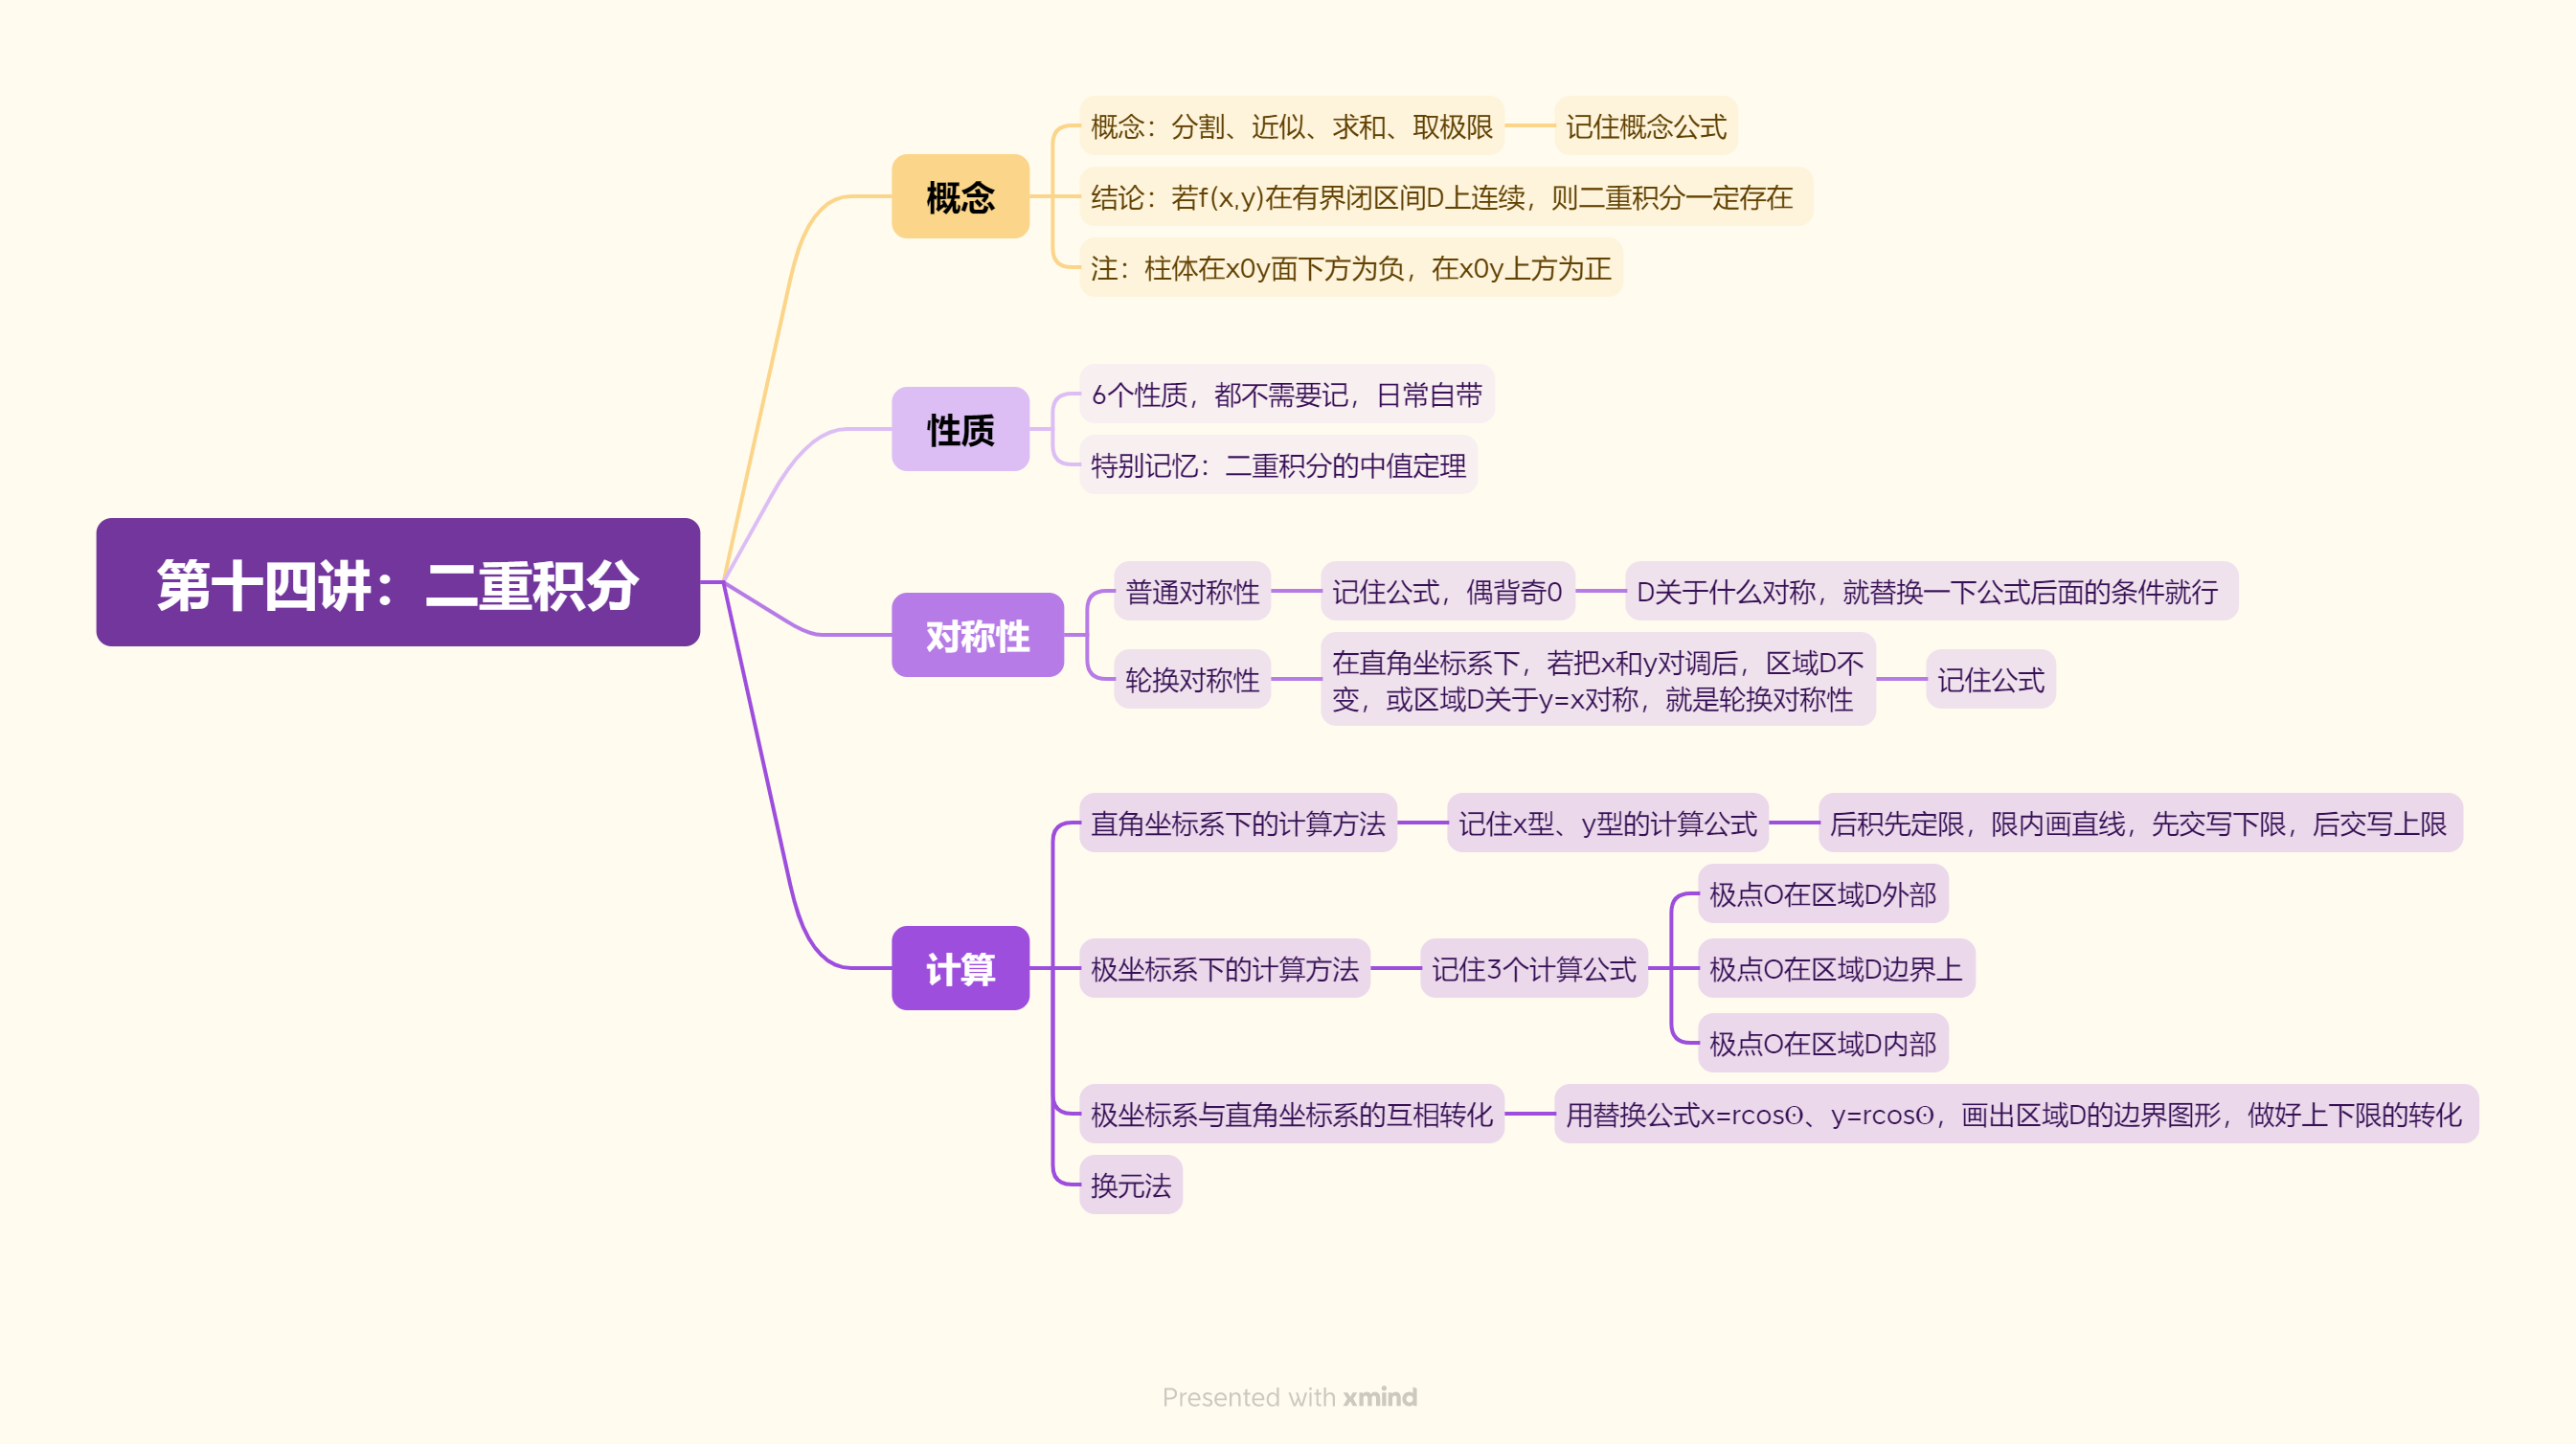 第十四讲：二重积分
概念
概念：分割、近似、求和、取极限
记住概念公式
结论：若f(x,y)在有界闭区间D上连续，则二重积分一定存在
注：柱体在x0y面下方为负，在x0y上方为正
性质
6个性质，都不需要记，日常自带
特别记忆：二重积分的中值定理
对称性
普通对称性
记住公式，偶背奇0
D关于什么对称，就替换一下公式后面的条件就行
轮换对称性
在直角坐标系下，若把x和y对调后，区域D不
变，或区域D关于y=x对称，就是轮换对称性
记住公式
计算
直角坐标系下的计算方法
记住x型、y型的计算公式
后积先定限，限内画直线，先交写下限，后交写上限
极坐标系下的计算方法
记住3个计算公式
极点O在区域D外部
极点O在区域D边界上
极点O在区域D内部
极坐标系与直角坐标系的互相转化
用替换公式x=rcosʘ、y=rcosʘ，画出区域D的边界图形，做好上下限的转化
换元法
Presented with xmind